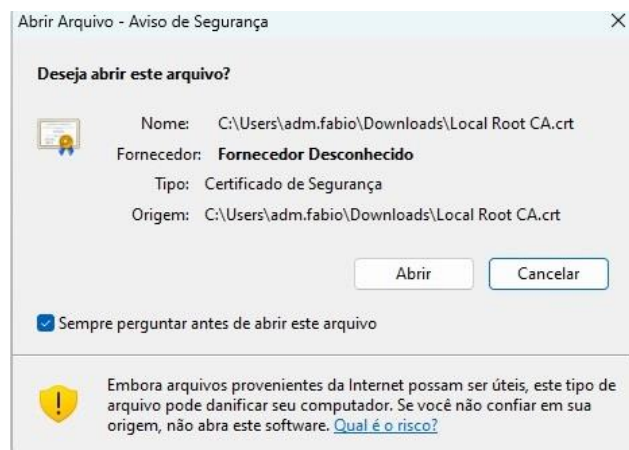 Abrir Arquivo - Aviso de Segurança
Deseja abrir este arquivo?
Nome: C:\Users\adm.fabio\Downloads\Local Root CA.crt
Fornecedor: Fornecedor Desconhecido
Tipo: Certificado de Segurança
Origem: C:\Users\adm.fabio\Downloads\Local Root CA.crt
Abrir Cancelar
Sempre perguntar antes de abrir este arquivo
Embora arquivos provenientes da Internet possam ser úteis, este tipo de
arquivo pode danificar seu computador. Se você não confiar em sua
origem, não abra este software. Qual é o risco?